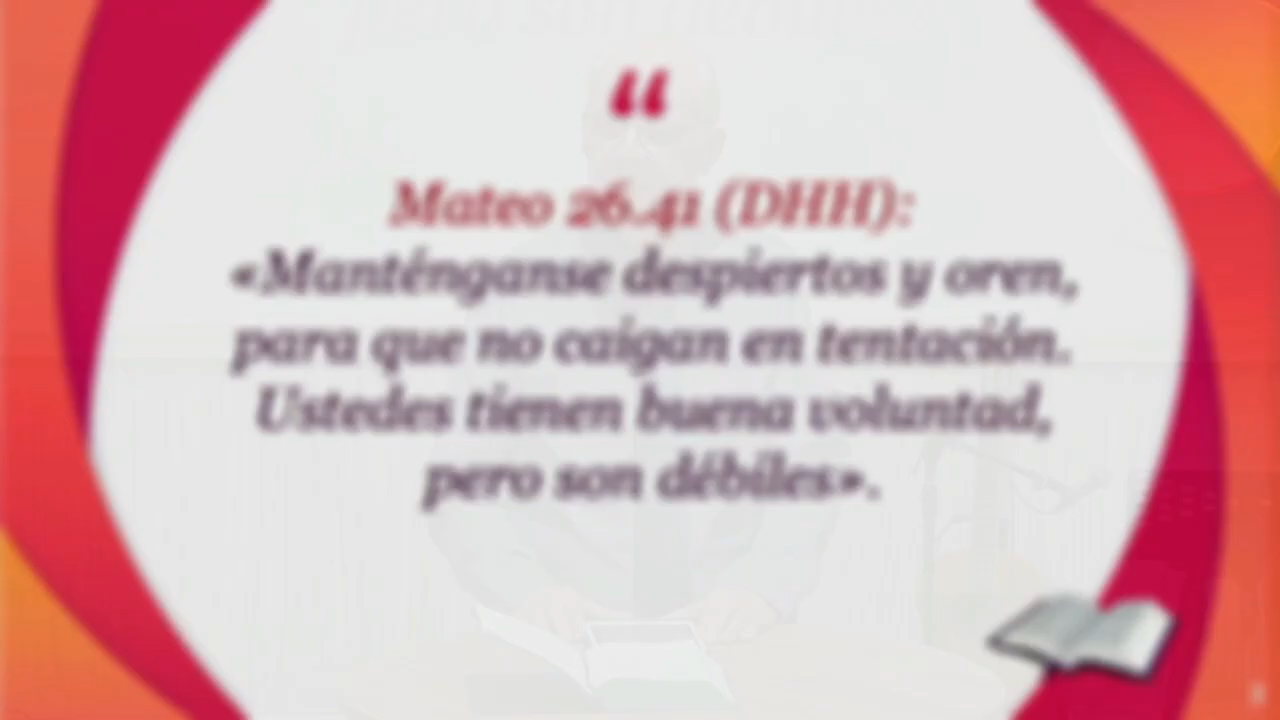 “
Mateo 26.41 (DHH):
«Manténganse despiertos y oren,
para que no caigan en tentación.
Ustedes tienen buena voluntad,
pero son débiles».